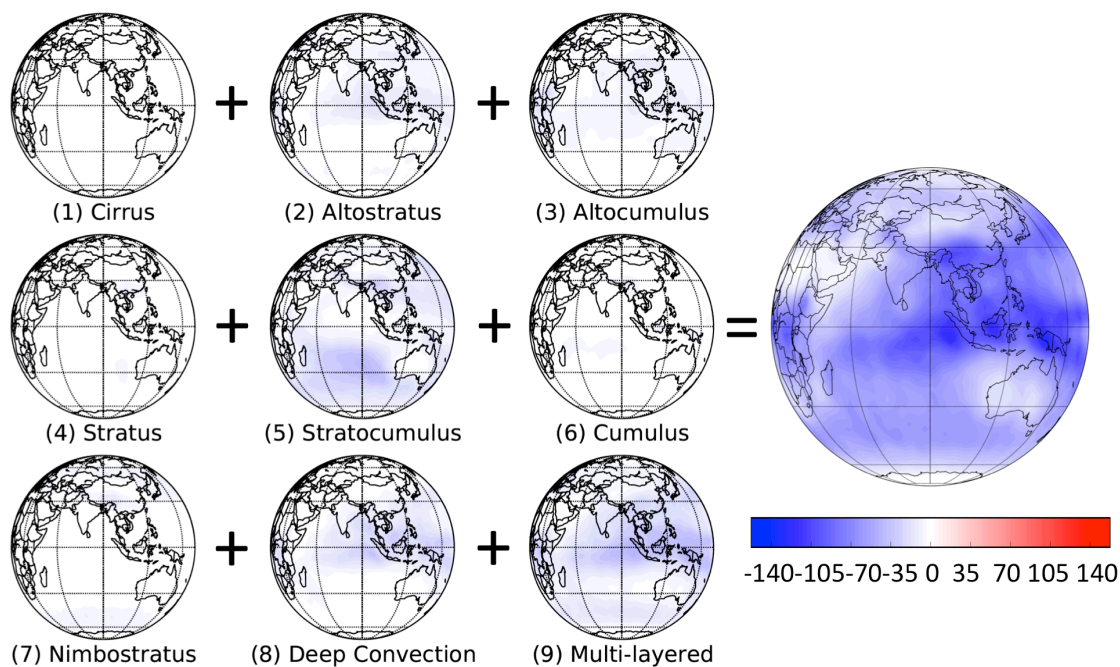 + +
(1) Cirrus (2) Altostratus (3) Altocumulus
+ + =
(4) Stratus (5) Stratocumulus (6) Cumulus
+ +
(7) Nimbostratus (8) Deep Convection (9) Multi-layered
-140-105-70-35 0 35 70 105 140